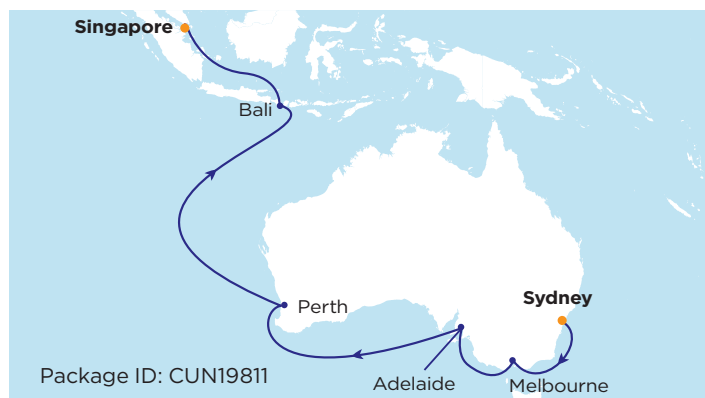 Singapore
Bali
Perth
Sydney
Adelaide
Melbourne
Package ID: CUN19811